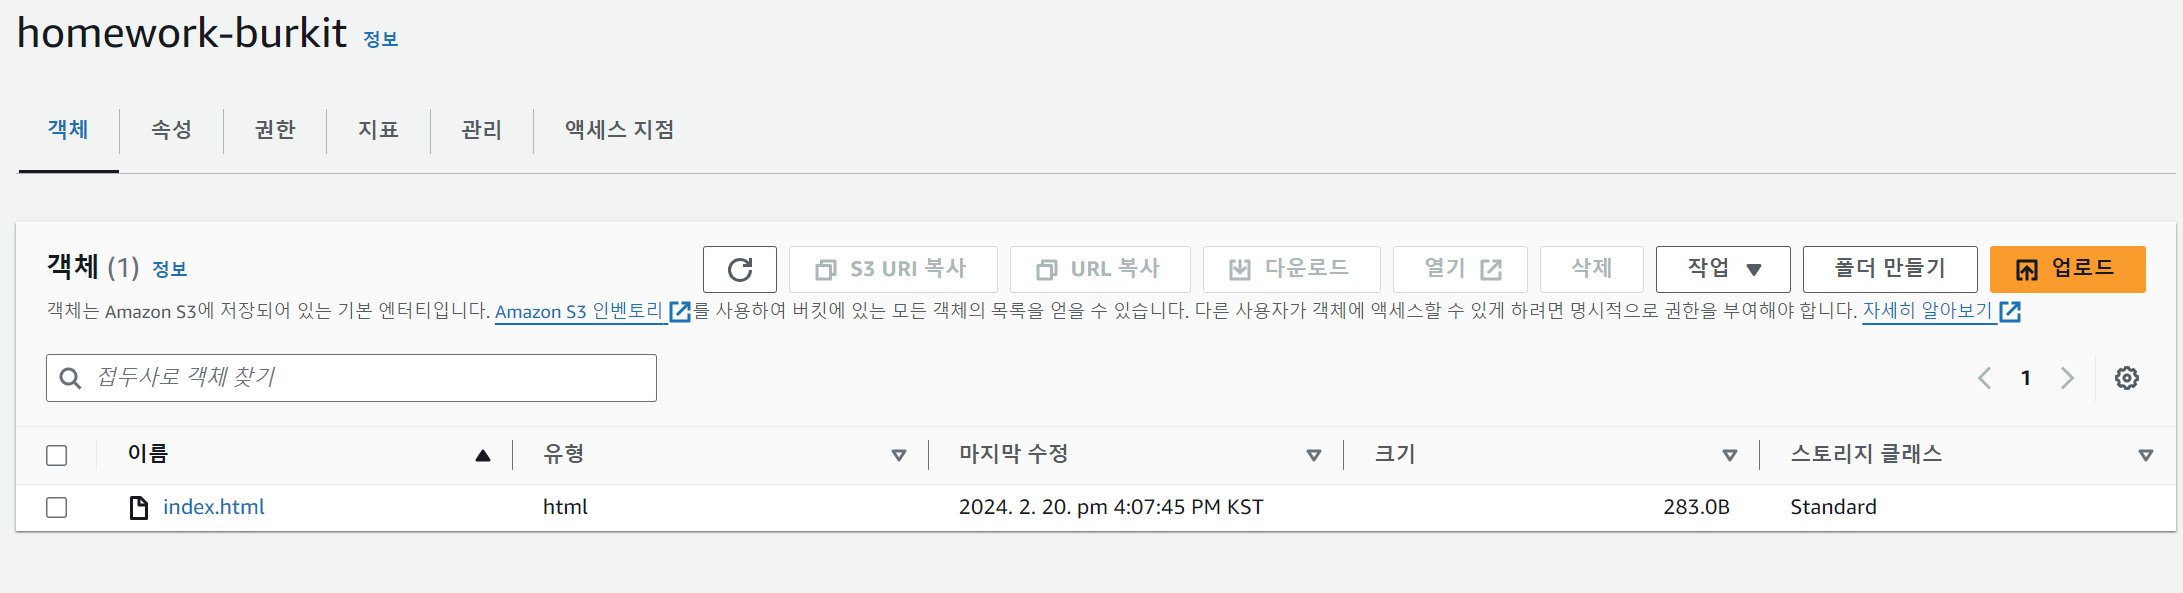 homework-burkit 정보
객체 속성 권한 지표 관리 액세스 지점
객체 (1) 정보 S3 URI 복사 URL 복사 다운로드 열기 삭제 작업 폴더 만들기 업로드
객체는 Amazon S3에 저장되어 있는 기본 엔터티입니다. Amazon S3 인벤토리 를 사용하여 버킷에 있는 모든 객체의 목록을 얻을 수 있습니다. 다른 사용자가 객체에 액세스할 수 있게 하려면 명시적으로 권한을 부여해야 합니다. 자세히 알아보기
접두사로 객체 찾기 1
이름 유형 마지막 수정 크기 스토리지 클래스
index.html html 2024. 2. 20. pm 4:07:45 PM KST 283.0B Standard